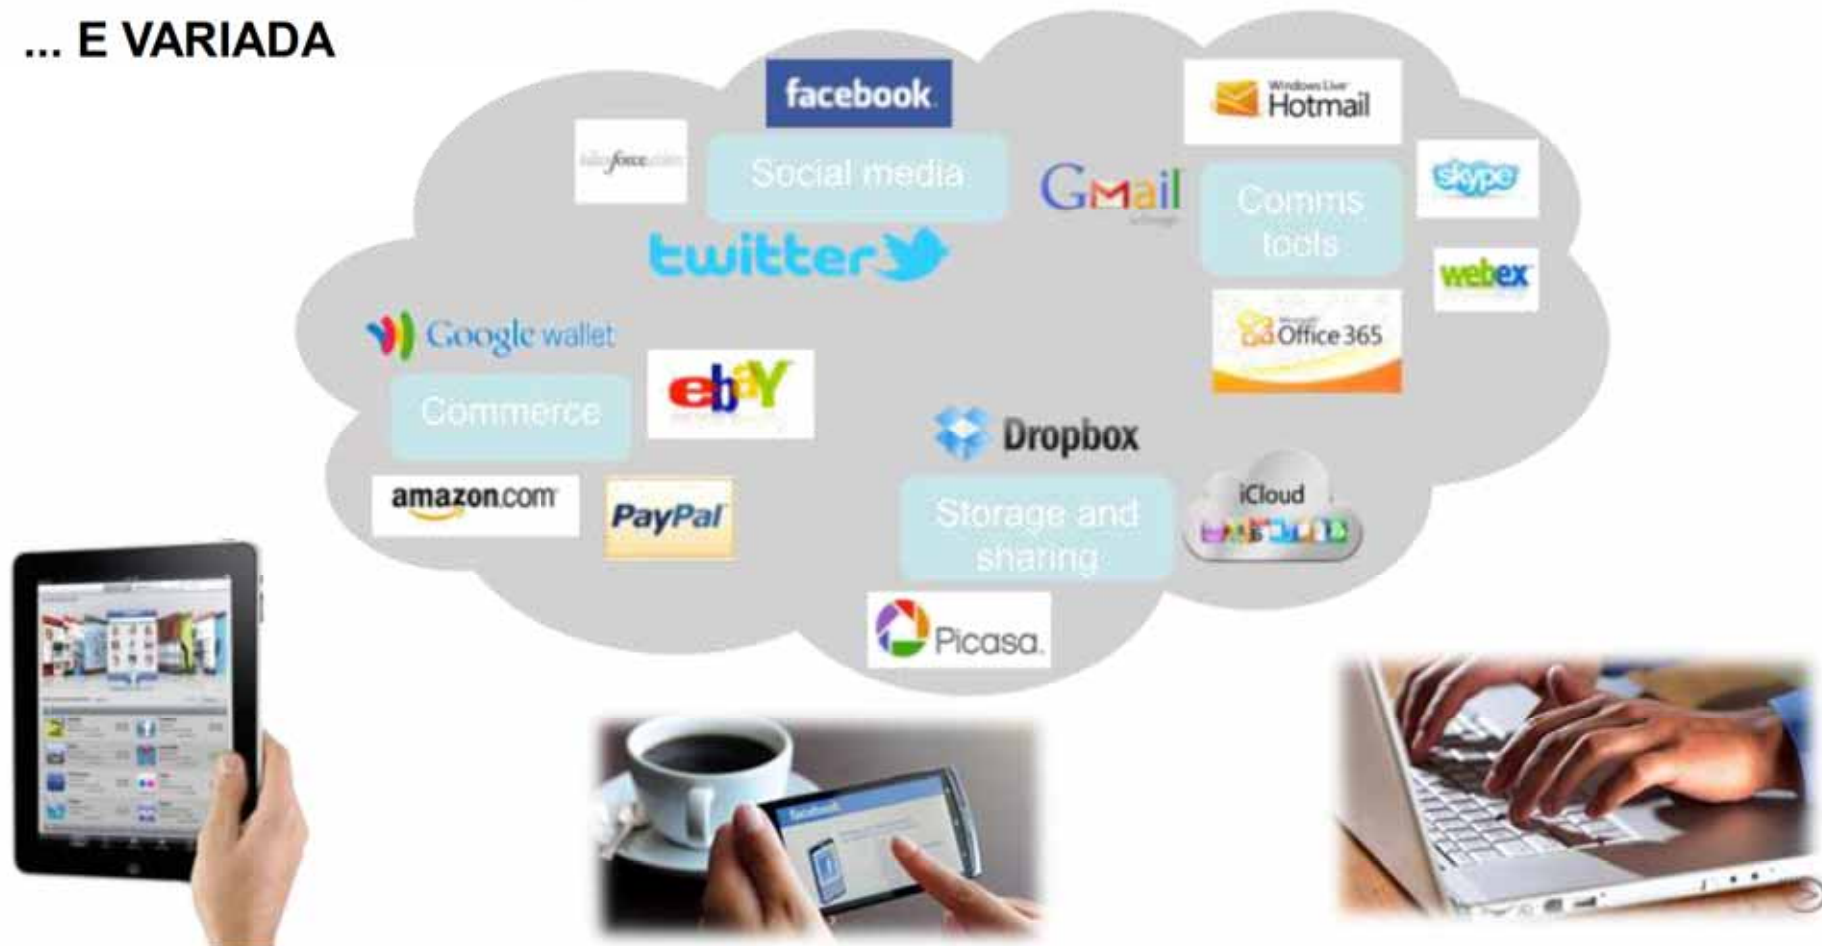 ... E VARIADA
facebook
Windows Live
Hotmail
Social media
GMail
Comms
tools
skype
twitter
webex
Google wallet
Office 365
ebaY
Commerce
Dropbox
amazon.com
PayPal
Storage and
sharing
iCloud
Picasa.
facebook